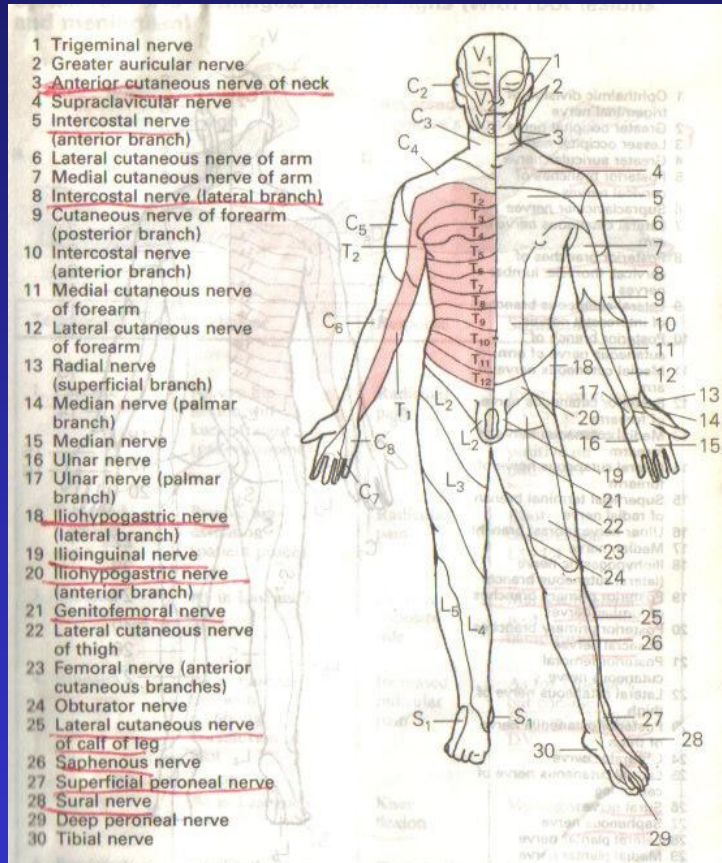 1 Trigeminal nerve
2 Greater auricular nerve
3 Anterior cutaneous nerve of neck
4 Supraclavicular nerve
5 Intercostal nerve
(anterior branch)
6 Lateral cutaneous nerve of arm
7 Medial cutaneous nerve of arm
8 Intercostal nerve (lateral branch)
9 Cutaneous nerve of forearm
(posterior branch)
10 Intercostal nerve
(anterior branch)
11 Medial cutaneous nerve
of forearm
12 Lateral cutaneous nerve
of forearm
13 Radial nerve
(superficial branch)
14 Median nerve (palmar
branch)
15 Median nerve
16 Ulnar nerve
17 Ulnar nerve (palmar
branch)
18 Iliohypogastric nerve
(lateral branch)
19 Ilioinguinal nerve
20 Iliohypogastric nerve
(anterior branch)
21 Genitofemoral nerve
22 Lateral cutaneous nerve
of thigh
23 Femoral nerve (anterior
cutaneous branches)
24 Obturator nerve
25 Lateral cutaneous nerve
of calf of leg
26 Saphenous nerve
27 Superficial peroneal nerve
28 Sural nerve
29 Deep peroneal nerve
30 Tibial nerve
V1
V2
V3
C2
C3
C4
C5
T2
C6
T1
C8
C7
T2
T3
T4
T5
T6
T7
T8
T9
T10
T11
T12
L2
L2
L3
L5
L4
S1
S1
1
2
3
4
5
6
7
8
9
10
11
12
13
14
15
16
17
18
19
20
21
22
23
24
25
26
27
28
29
30